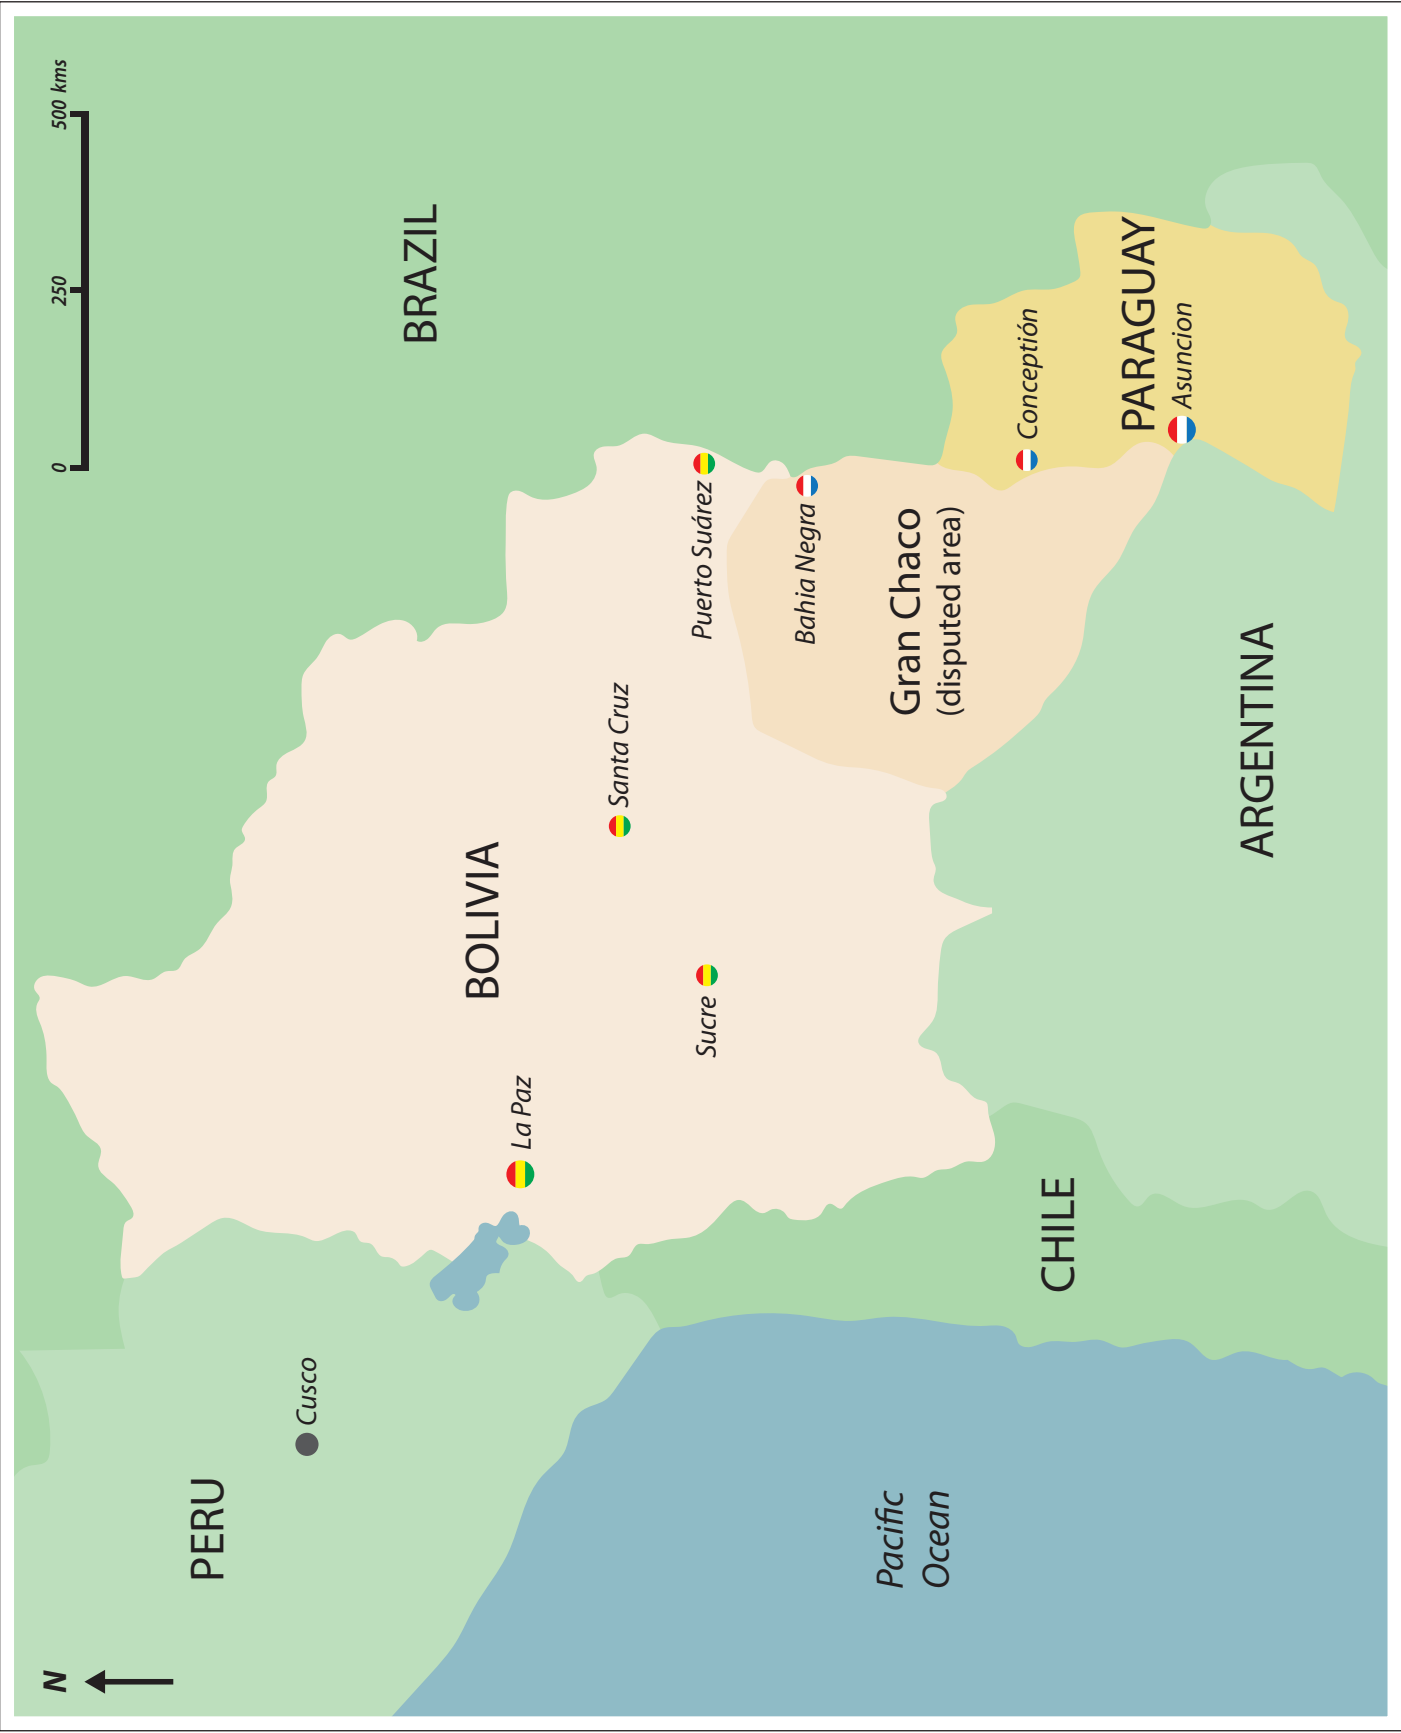 N
0 250 500 kms
PERU
Cusco
BRAZIL
BOLIVIA
La Paz
Santa Cruz
Sucre
Puerto Suárez
Bahia Negra
Gran Chaco
(disputed area)
Conceptión
PARAGUAY
Asuncion
Pacific
Ocean
CHILE
ARGENTINA